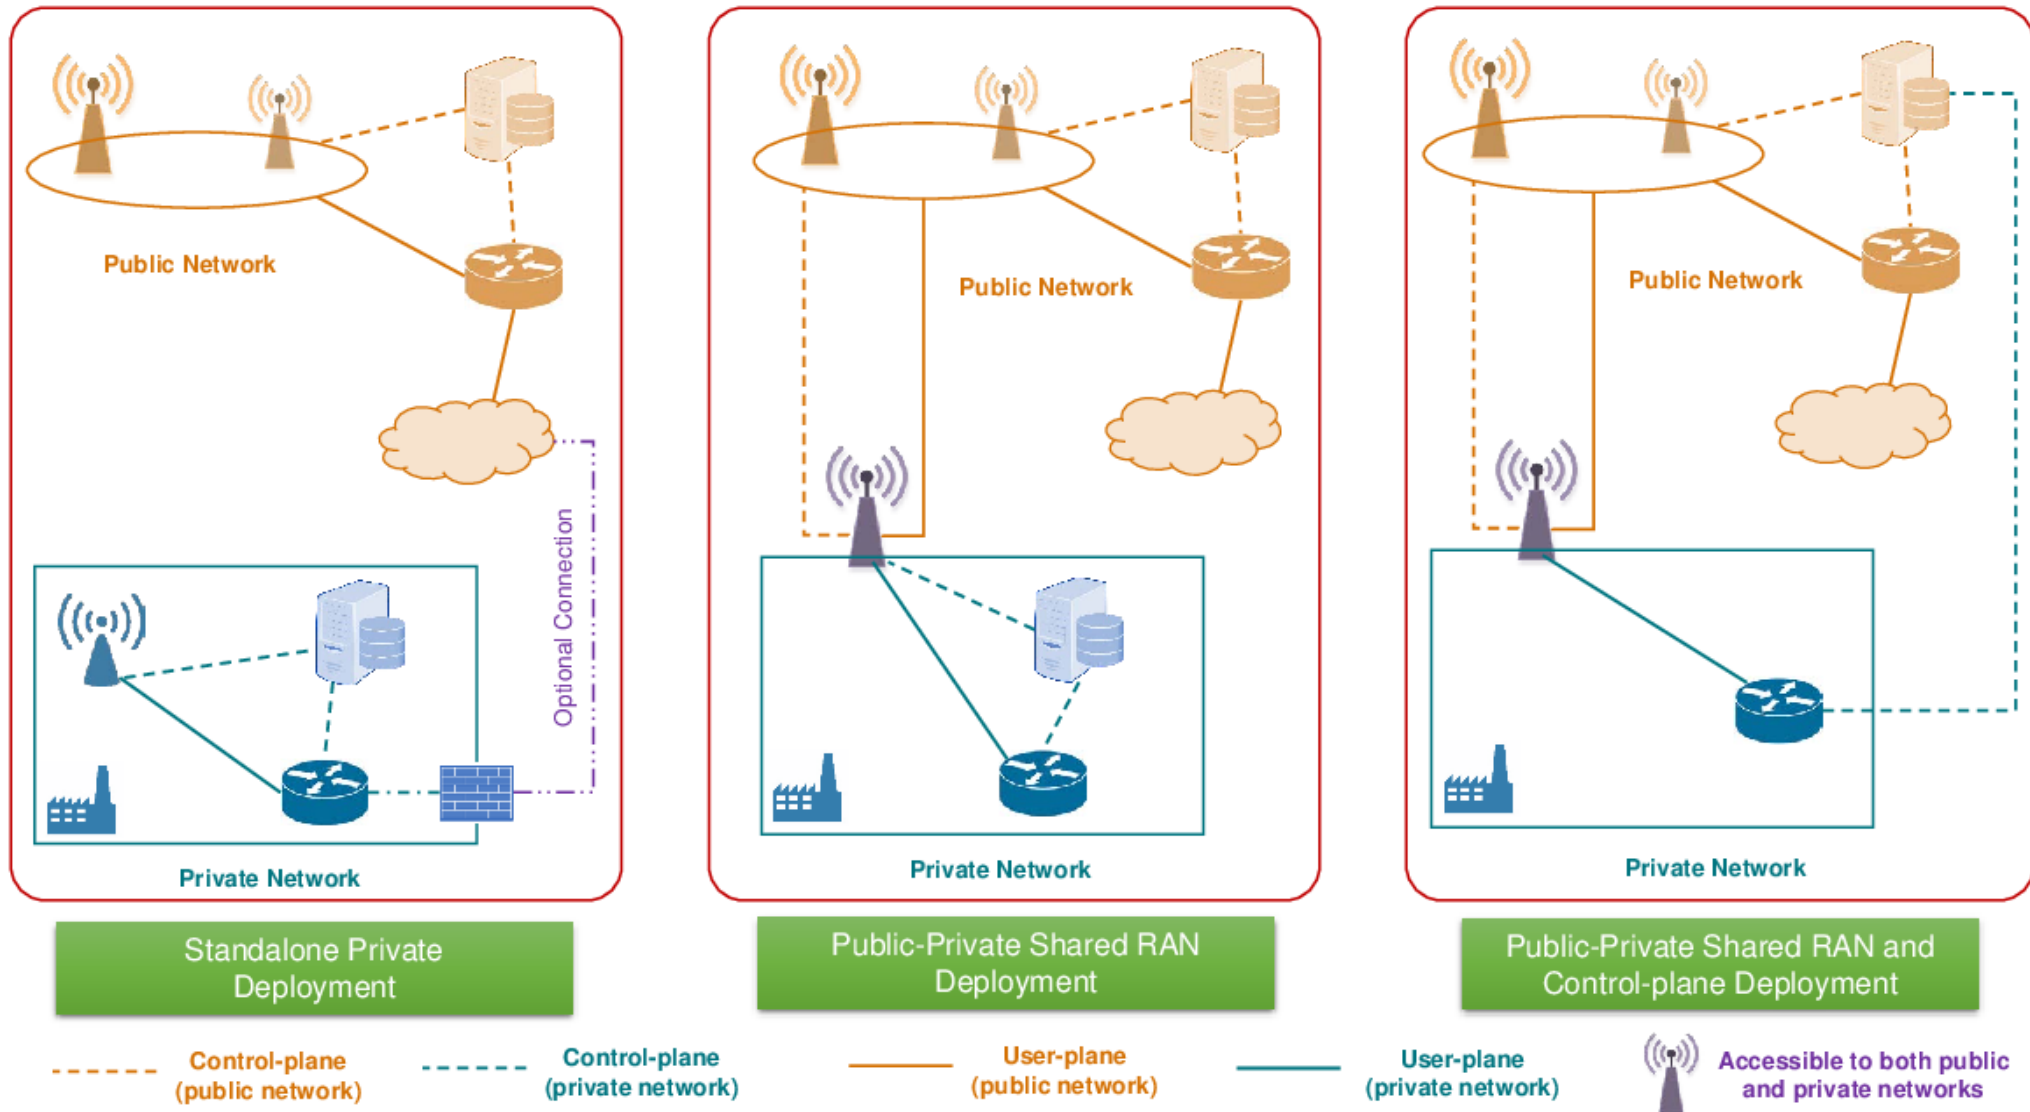 Public Network
Optional Connection
Private Network
Standalone Private
Deployment
Public Network
Private Network
Public-Private Shared RAN
Deployment
Public Network
Private Network
Public-Private Shared RAN and
Control-plane Deployment
Control-plane
(public network)
Control-plane
(private network)
User-plane
(public network)
User-plane
(private network)
Accessible to both public
and private networks